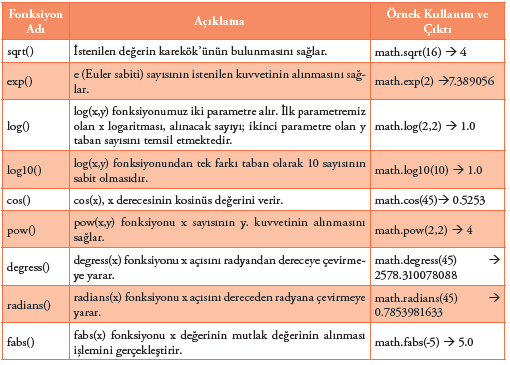 Fonksiyon Adı
Açıklama
Örnek Kullanım ve Çıktı
sqrt()
İstenilen değerin karekök'ünün bulunmasını sağlar.
math.sqrt(16) → 4
exp()
e (Euler sabiti) sayısının istenilen kuvvetinin alınmasını sağ-
lar.
math.exp(2) →7.389056
log()
log(x,y) fonksiyonumuz iki parametre alır. İlk parametremiz
olan x logaritması, alınacak sayıyı; ikinci parametre olan y
taban sayısını temsil etmektedir.
math.log(2,2) → 1.0
log10()
log(x,y) fonksiyonundan tek farkı taban olarak 10 sayısının
sabit olmasıdır.
math.log10(10) → 1.0
cos()
cos(x), x derecesinin kosinüs değerini verir.
math.cos(45)→ 0.5253
pow()
pow(x,y) fonksiyonu x sayısının y. kuvvetinin alınmasını
sağlar.
math.pow(2,2) → 4
degress()
degress(x) fonksiyonu x açısını radyandan dereceye çevirme-
ye yarar.
math.degress(45) →
2578.310078088
radians()
radians(x) fonksiyonu x açısını dereceden radyana çevirmeye
yarar.
math.radians(45) →
0.7853981633
fabs()
fabs(x) fonksiyonu x değerinin mutlak değerinin alınması
işlemini gerçekleştirir.
math.fabs(-5) → 5.0